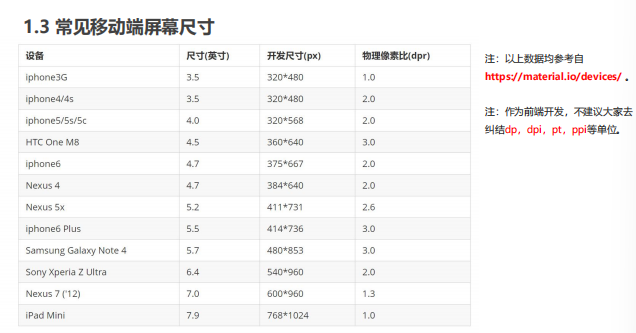 1.3 常见移动端屏幕尺寸
设备 尺寸(英寸) 开发尺寸(px) 物理像素比(dpr)
iphone3G 3.5 320*480 1.0
iphone4/4s 3.5 320*480 2.0
iphone5/5s/5c 4.0 320*568 2.0
HTC One M8 4.5 360*640 3.0
iphone6 4.7 375*667 2.0
Nexus 4 4.7 384*640 2.0
Nexus 5x 5.2 411*731 2.6
iphone6 Plus 5.5 414*736 3.0
Samsung Galaxy Note 4 5.7 480*853 3.0
Sony Xperia Z Ultra 6.4 540*960 2.0
Nexus 7 ('12) 7.0 600*960 1.3
iPad Mini 7.9 768*1024 1.0
注：以上数据均参考自
https://material.io/devices/ 。
注：作为前端开发，不建议大家去
纠结dp，dpi，pt，ppi等单位。